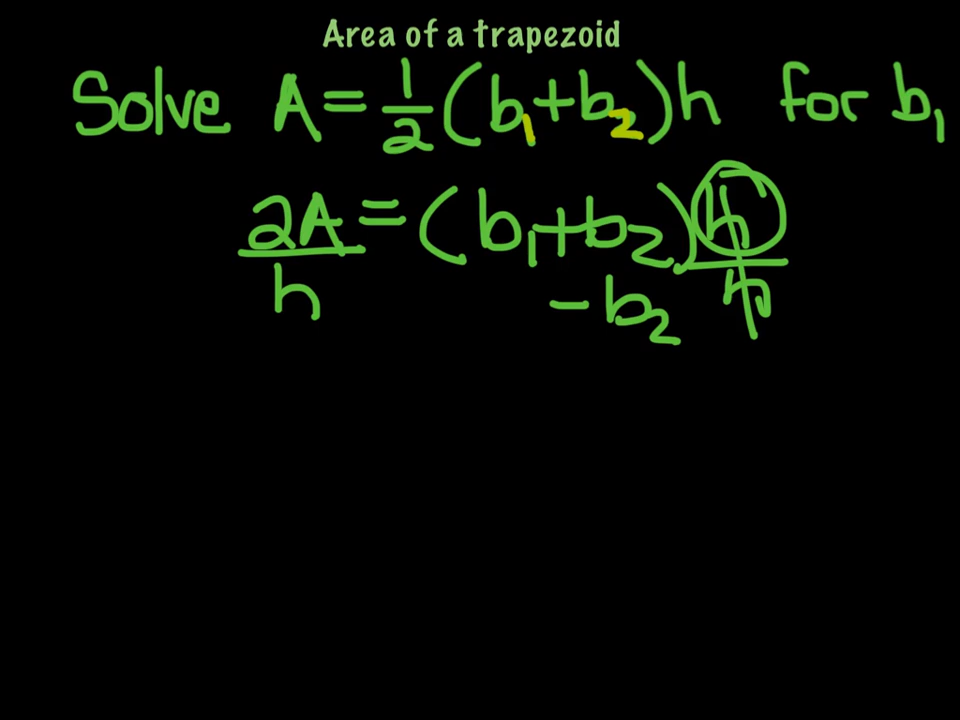 Area of a trapezoid
Solve A = 1/2 (b₁ + b₂)h for b₁
2A/h = (b₁ + b₂) h/h
- b₂